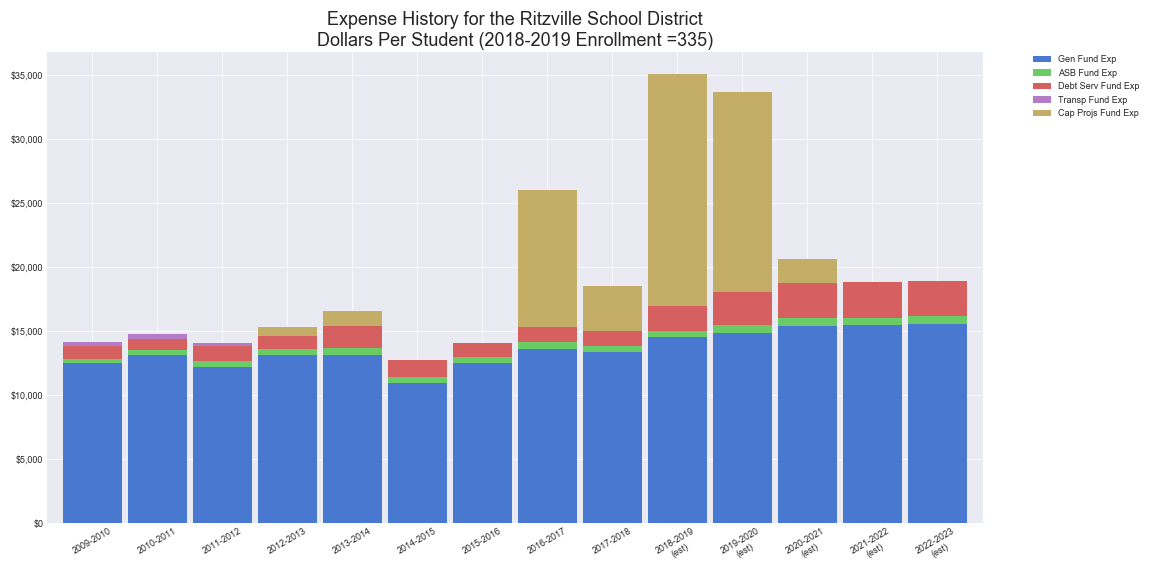 Expense History for the Ritzville School District
Dollars Per Student (2018-2019 Enrollment =335)
Gen Fund Exp
ASB Fund Exp
Debt Serv Fund Exp
Transp Fund Exp
Cap Projs Fund Exp
$35,000
$30,000
$25,000
$20,000
$15,000
$10,000
$5,000
$0
2009-2010
2010-2011
2011-2012
2012-2013
2013-2014
2014-2015
2015-2016
2016-2017
2017-2018
2018-2019
(est)
2019-2020
(est)
2020-2021
(est)
2021-2022
(est)
2022-2023
(est)